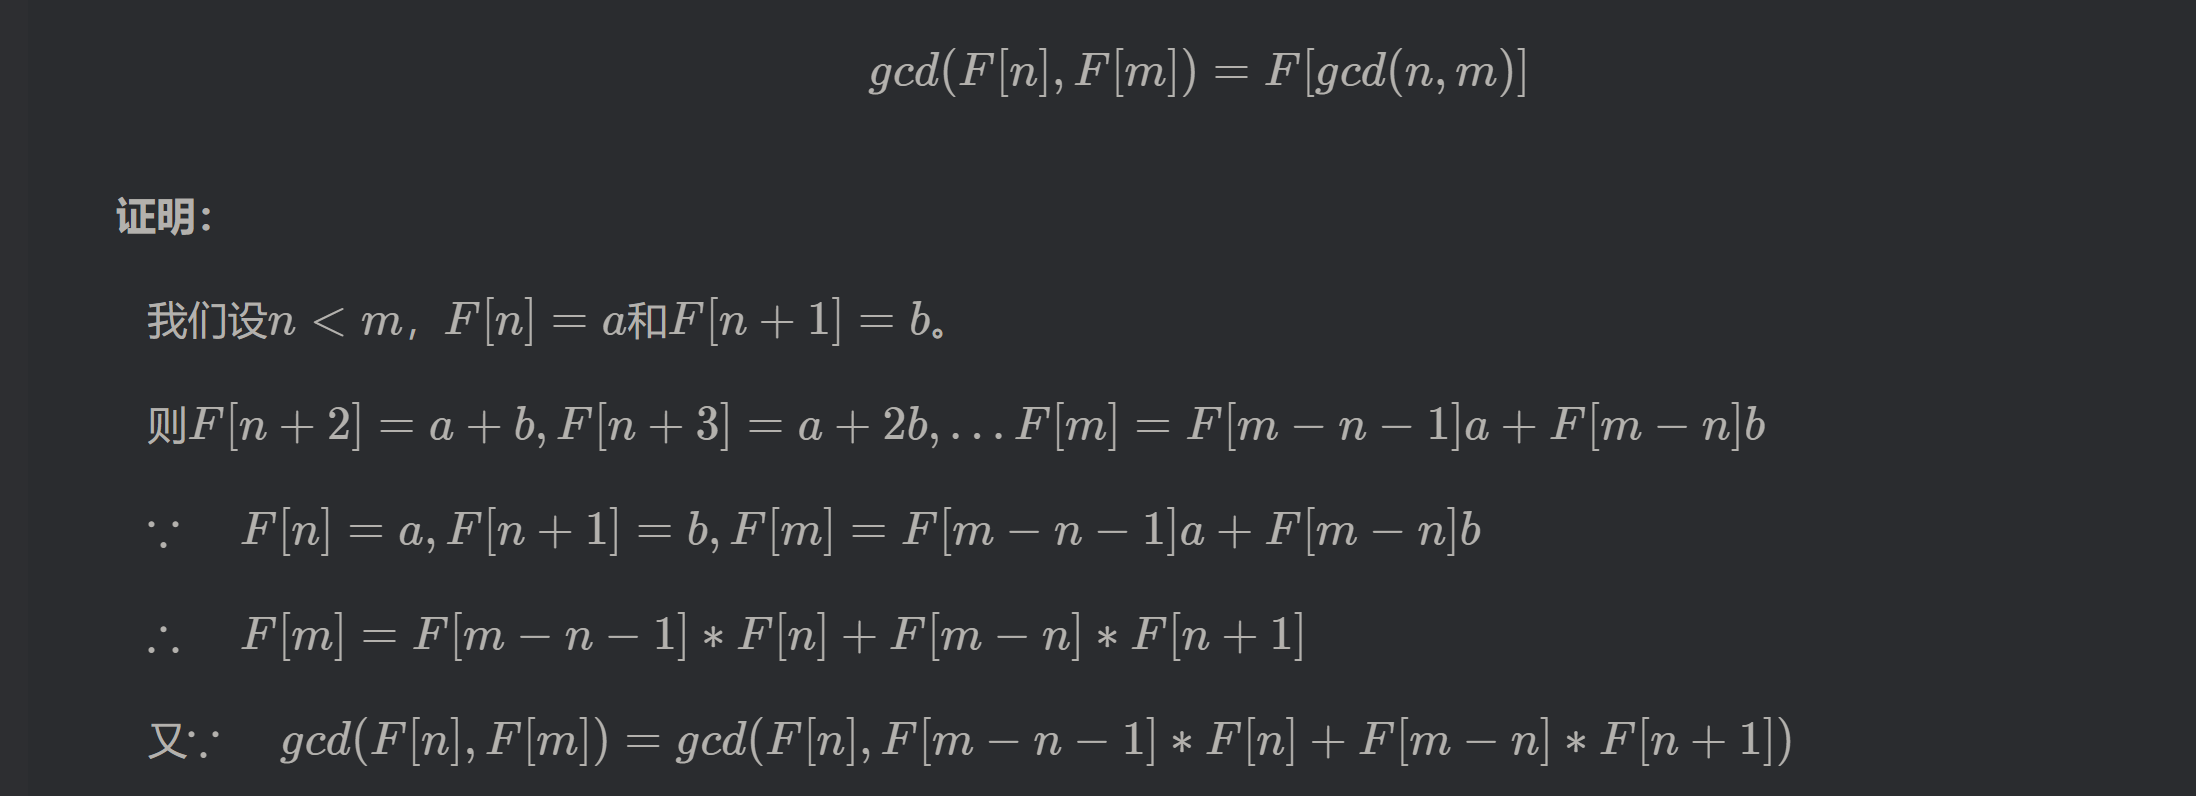 gcd(F[n], F[m]) = F[gcd(n, m)]
证明：
我们设n < m，F[n] = a和F[n + 1] = b。
则F[n + 2] = a + b, F[n + 3] = a + 2b, … F[m] = F[m − n − 1]a + F[m − n]b
∵ F[n] = a, F[n + 1] = b, F[m] = F[m − n − 1]a + F[m − n]b
∴ F[m] = F[m − n − 1] ∗ F[n] + F[m − n] ∗ F[n + 1]
又∵ gcd(F[n], F[m]) = gcd(F[n], F[m − n − 1] ∗ F[n] + F[m − n] ∗ F[n + 1])